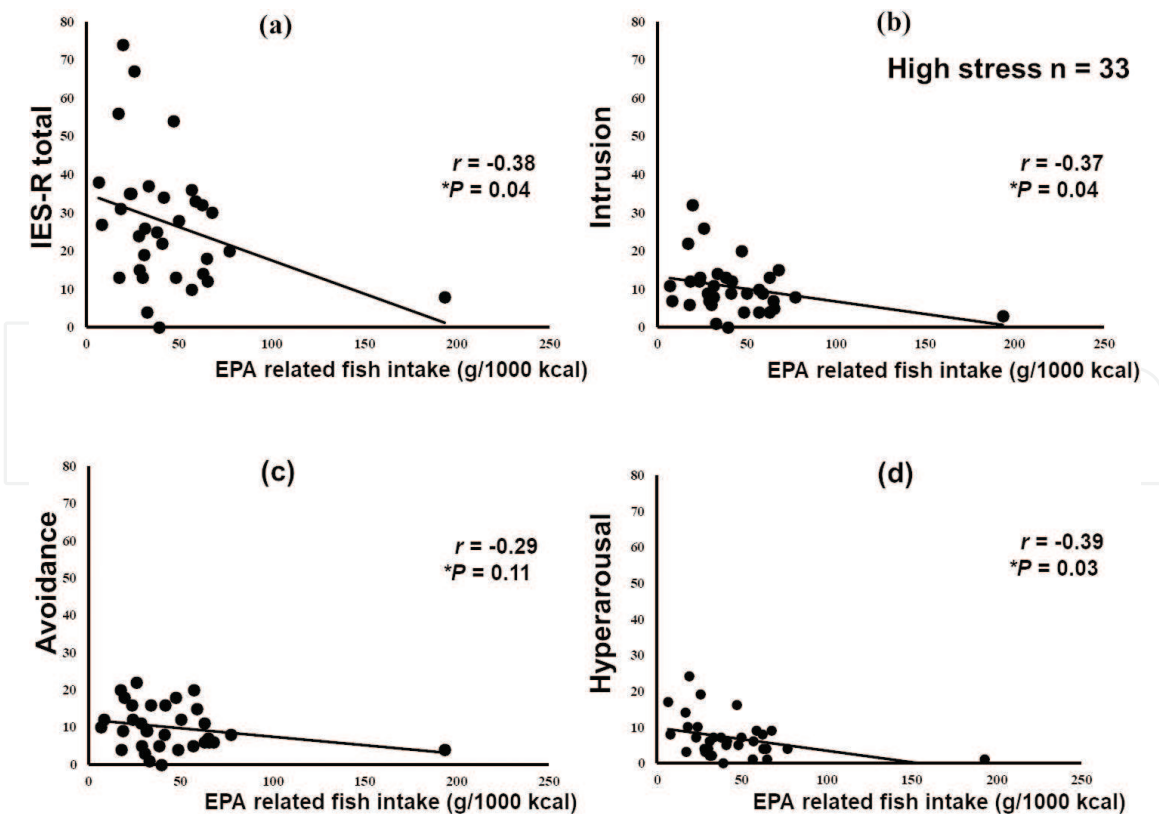 (a)
IES-R total
80
70
60
50
40
30
20
10
0
r = -0.38
*P = 0.04
0 50 100 150 200 250
EPA related fish intake (g/1000 kcal)
(b)
High stress n = 33
Intrusion
80
70
60
50
40
30
20
10
0
r = -0.37
*P = 0.04
0 50 100 150 200 250
EPA related fish intake (g/1000 kcal)
(c)
Avoidance
80
70
60
50
40
30
20
10
0
r = -0.29
*P = 0.11
0 50 100 150 200 250
EPA related fish intake (g/1000 kcal)
(d)
Hyperarousal
80
70
60
50
40
30
20
10
0
r = -0.39
*P = 0.03
0 50 100 150 200 250
EPA related fish intake (g/1000 kcal)